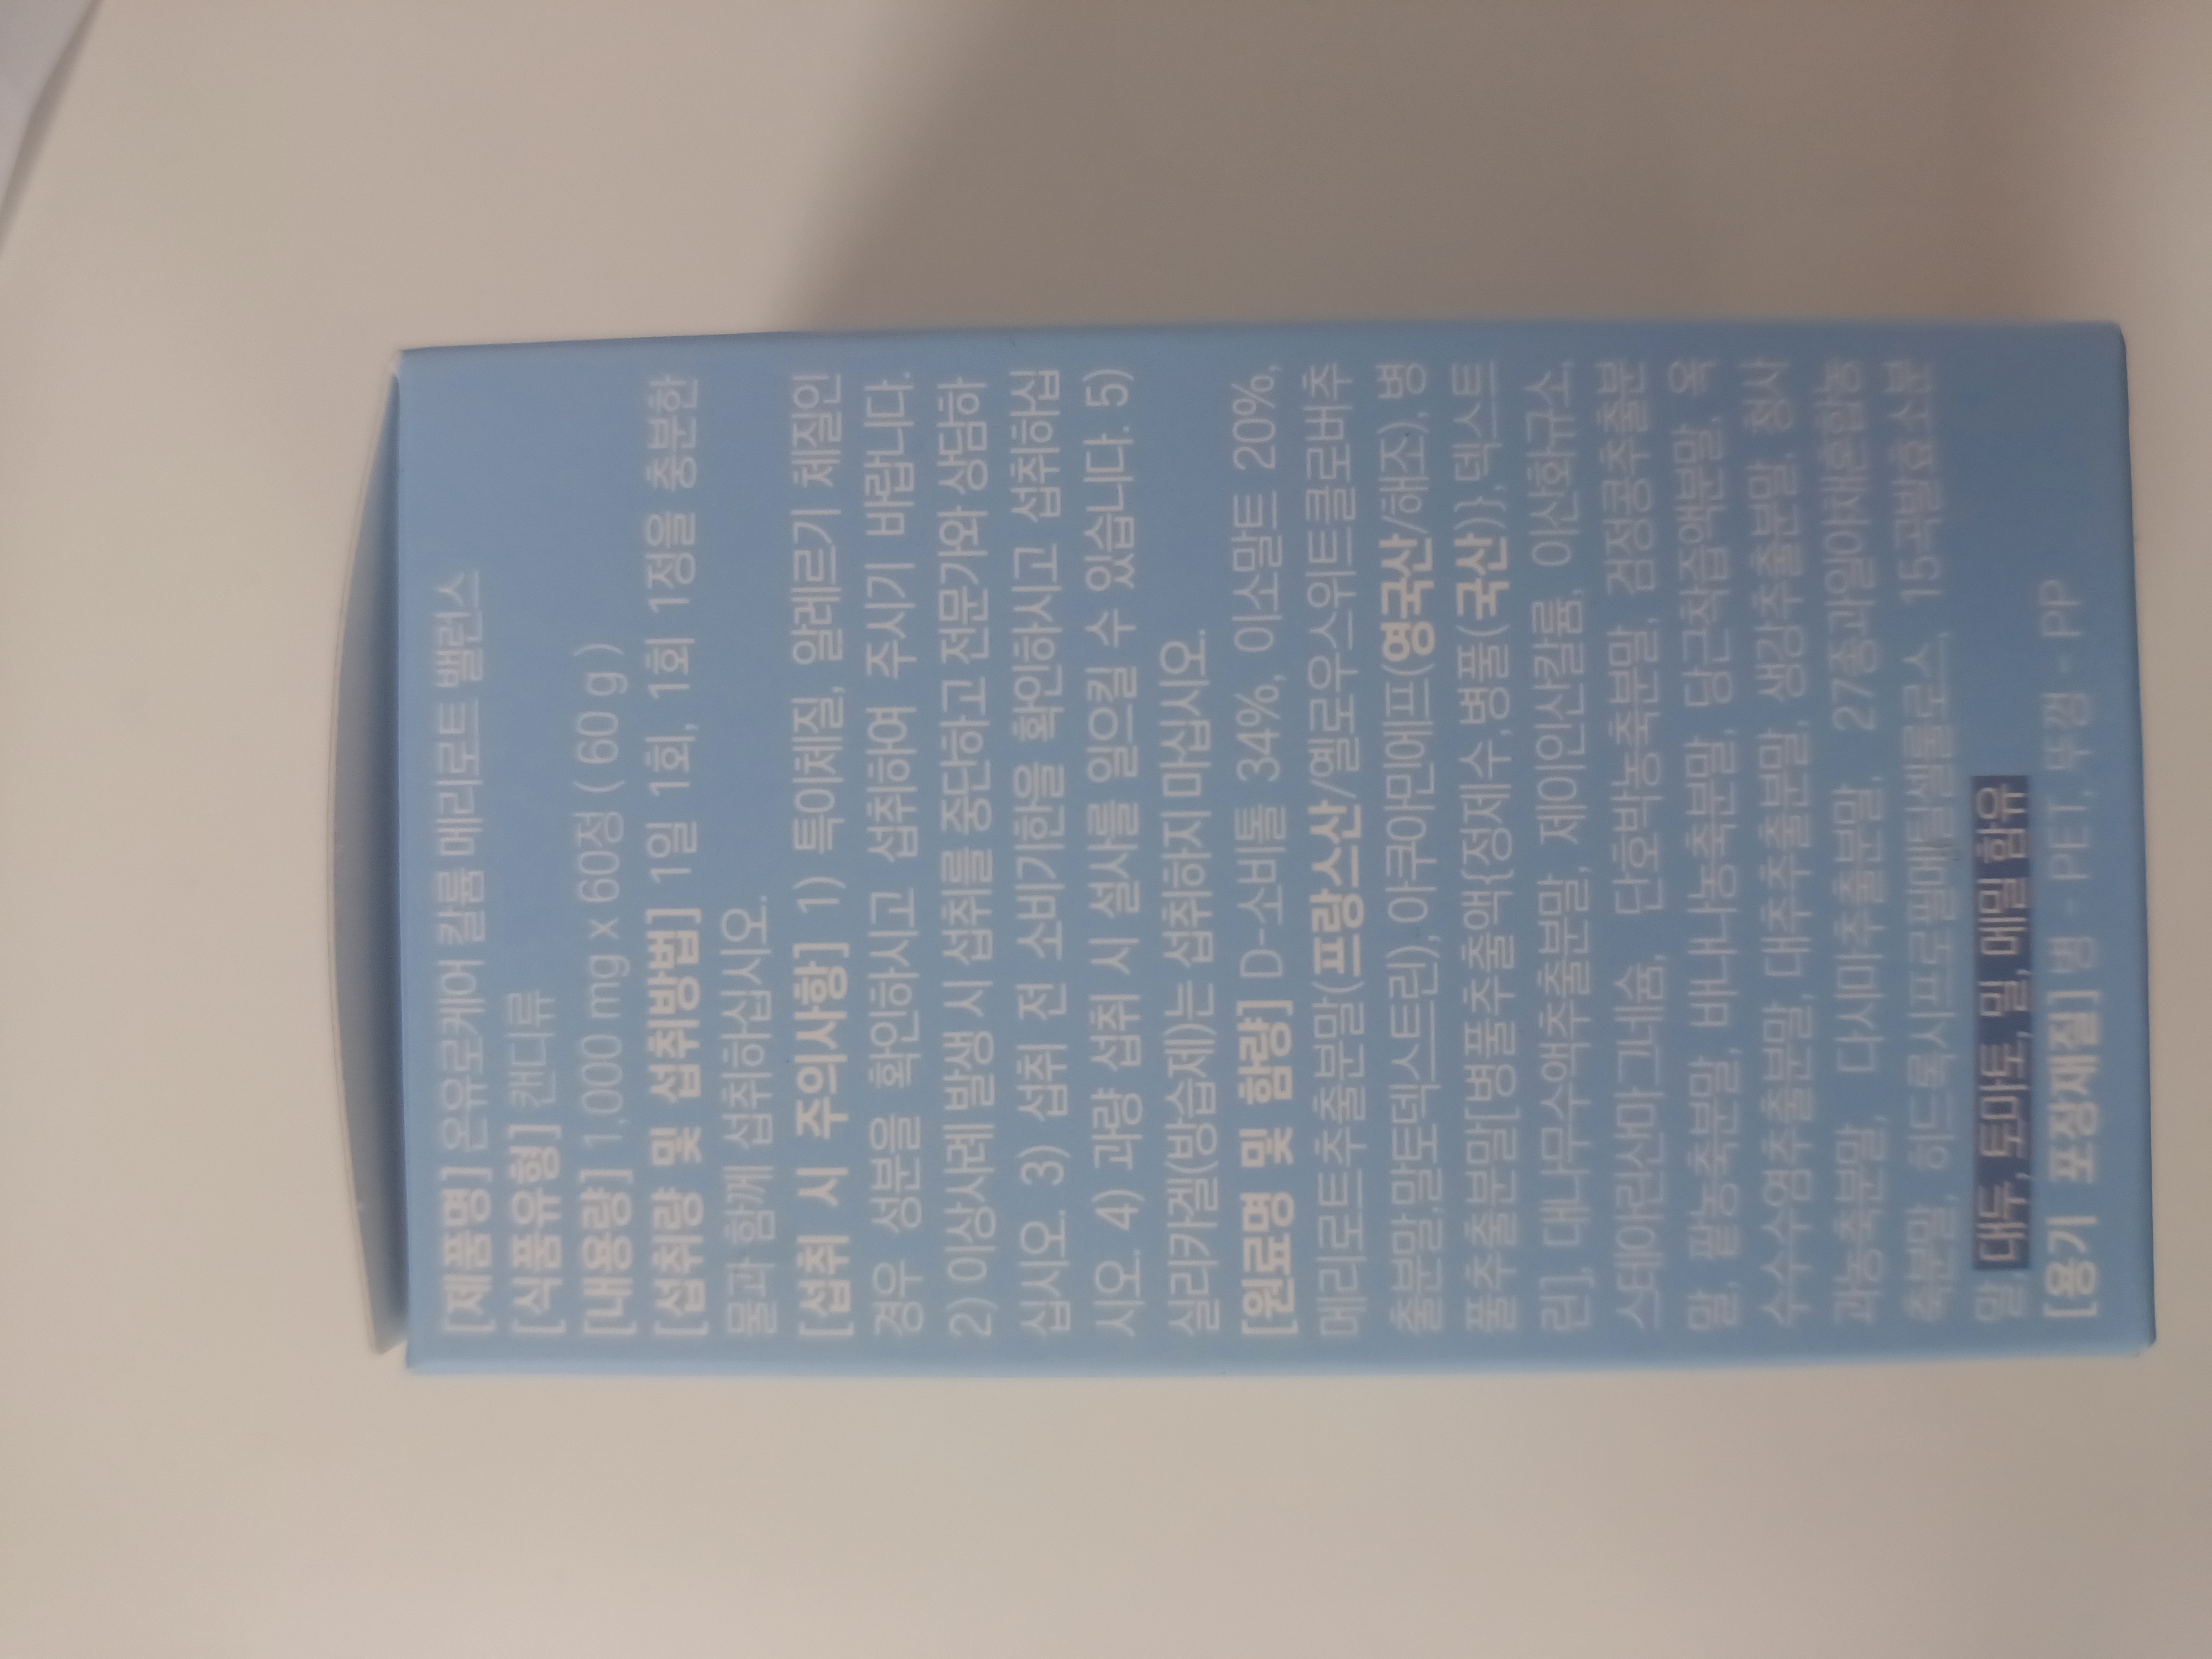 [제품명] 온유로케어 칼륨 메리로트 밸런스
[식품유형] 캔디류
[내용량] 1,000 mg x 60정 ( 60 g )
[섭취량 및 섭취방법] 1일 1회, 1회 1정을 충분한
물과 함께 섭취하십시오.
[섭취 시 주의사항] 1) 특이체질, 알레르기 체질인
경우 성분을 확인하시고 섭취하여 주시기 바랍니다.
2) 이상사례 발생 시 섭취를 중단하고 전문가와 상담하
십시오. 3) 섭취 전 소비기한을 확인하시고 섭취하십
시오. 4) 과량 섭취 시 설사를 일으킬 수 있습니다. 5)
실리카겔(방습제)는 섭취하지 마십시오.
[원료명 및 함량] D-소비톨 34%, 이소말트 20%,
메리로트추출분말(프랑스산/옐로우스위트클로버추
출분말,말토덱스트린), 아쿠아민에프(영국산/해조), 병
풀추출분말[병풀추출액{정제수,병풀(국산)},덱스트
린], 대나무수액추출분말, 제이인산칼륨, 이산화규소,
스테아린산마그네슘, 단호박농축분말, 검정콩추출분
말, 팥농축분말, 바나나농축분말, 당근착즙액분말, 옥
수수수염추출분말, 대추추출분말, 생강추출분말, 청사
과농축분말, 다시마추출분말, 27종과일야채혼합농
축분말, 히드록시프로필메틸셀룰로스, 15곡발효소분
말, 대두, 토마토, 밀, 메밀 함유
[용기 포장재질] 병 - PET, 뚜껑 - PP